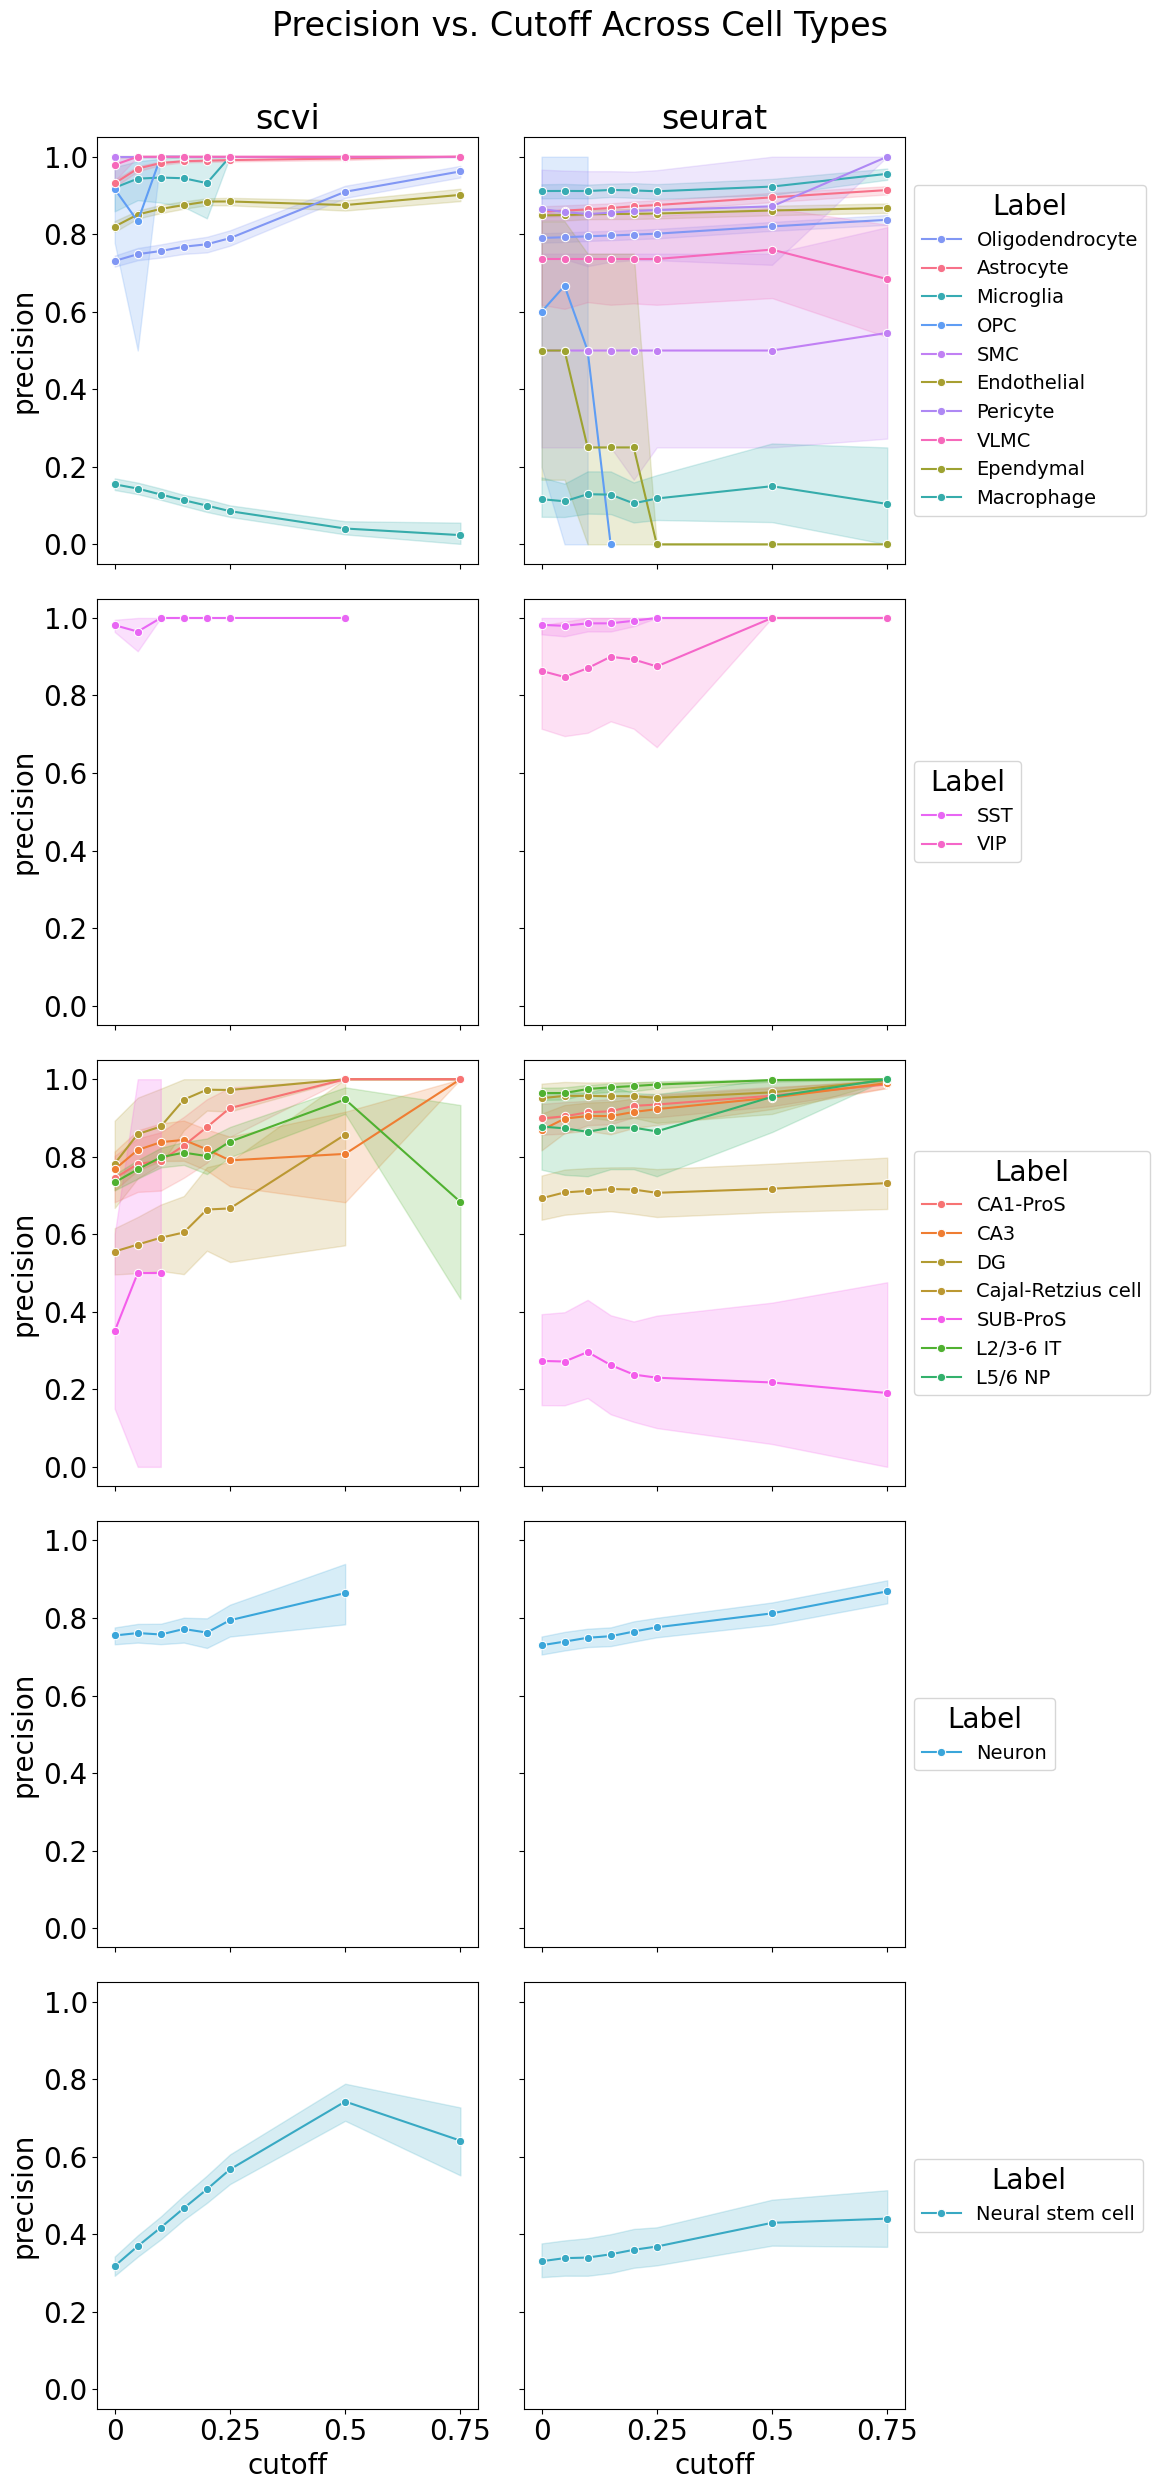 Precision vs. Cutoff Across Cell Types
scvi
seurat
precision
1.0
0.8
0.6
0.4
0.2
0.0
Label
Oligodendrocyte
Astrocyte
Microglia
OPC
SMC
Endothelial
Pericyte
VLMC
Ependymal
Macrophage
precision
1.0
0.8
0.6
0.4
0.2
0.0
Label
SST
VIP
precision
1.0
0.8
0.6
0.4
0.2
0.0
Label
CA1-ProS
CA3
DG
Cajal-Retzius cell
SUB-ProS
L2/3-6 IT
L5/6 NP
precision
1.0
0.8
0.6
0.4
0.2
0.0
Label
Neuron
precision
1.0
0.8
0.6
0.4
0.2
0.0
Label
Neural stem cell
0 0.25 0.5 0.75
cutoff
0 0.25 0.5 0.75
cutoff